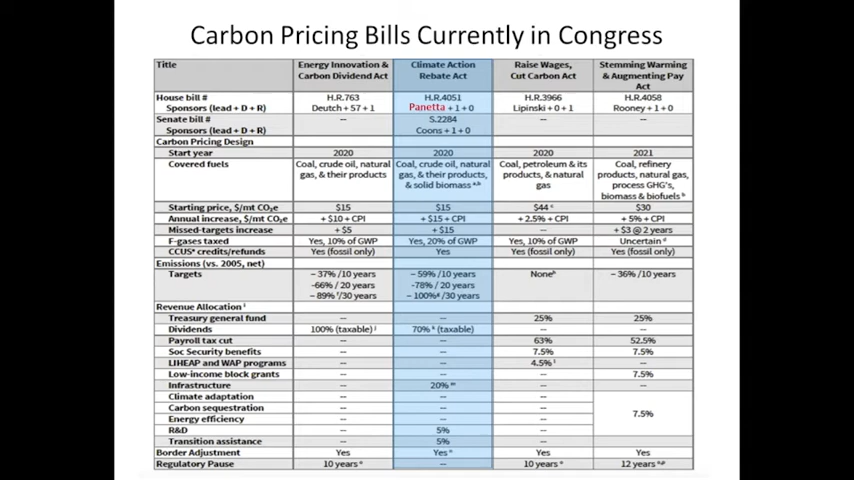 Carbon Pricing Bills Currently in Congress
Title Energy Innovation & Carbon Dividend Act Climate Action Rebate Act Raise Wages, Cut Carbon Act Stemming Warming & Augmenting Pay Act
House bill # H.R.763 H.R.4051 H.R.3966 H.R.4058
Sponsors (lead + D + R) Deutch + 57 + 1 Panetta + 1 + 0 Lipinski + 0 + 1 Rooney + 1 + 0
Senate bill # -- S.2284 -- --
Sponsors (lead + D + R) Coons + 1 + 0
Carbon Pricing Design
Start year 2020 2020 2020 2021
Covered fuels Coal, crude oil, natural gas, & their products Coal, crude oil, natural gas, & their products, & solid biomass a,b Coal, petroleum & its products, & natural gas Coal, refinery products, natural gas, process GHG's, biomass & biofuels b
Starting price, $/mt CO₂e $15 $15 $44 c $30
Annual increase, $/mt CO₂e + $10 + CPI + $15 + CPI + 2.5% + CPI + 5% + CPI
Missed-targets increase + $5 + $15 -- + $3 @ 2 years
F-gases taxed Yes, 10% of GWP Yes, 20% of GWP Yes, 10% of GWP Uncertain d
CCUS credits/refunds Yes (fossil only) Yes Yes (fossil only) Yes (fossil only)
Emissions (vs. 2005, net)
Targets – 37% /10 years -66% / 20 years – 89% /30 years – 59% /10 years -78% / 20 years – 100% /30 years None – 36% /10 years
Revenue Allocation
Treasury general fund -- -- 25% 25%
Dividends 100% (taxable) 70% (taxable) -- --
Payroll tax cut -- -- 63% 52.5%
Soc Security benefits -- -- 7.5% 7.5%
LIHEAP and WAP programs -- -- 4.5% --
Low-income block grants -- -- -- 7.5%
Infrastructure -- 20% -- --
Climate adaptation -- -- -- 7.5%
Carbon sequestration -- -- --
Energy efficiency -- -- --
R&D -- 5% --
Transition assistance -- 5% --
Border Adjustment Yes Yes Yes Yes
Regulatory Pause 10 years -- 10 years 12 years